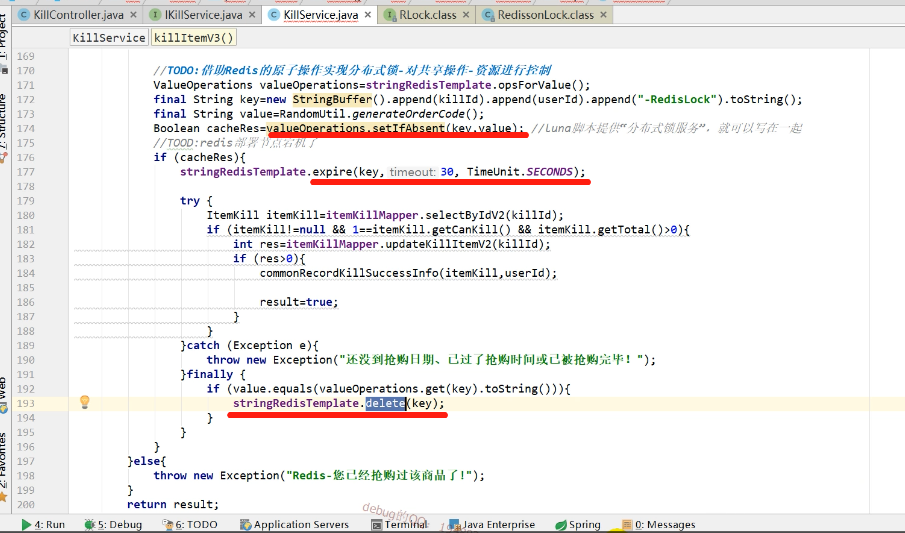 KillController.java × IKillService.java × KillService.java × RLock.class × RedissonLock.class ×
KillService killItemV3()
169
170 //TODO:借助Redis的原子操作实现分布式锁-对共享操作-资源进行控制
171 ValueOperations valueOperations=stringRedisTemplate.opsForValue();
172 final String key=new StringBuffer().append(killId).append(userId).append("-RedisLock").toString();
173 final String value=RandomUtil.generateOrderCode();
174 Boolean cacheRes=valueOperations.setIfAbsent(key,value); //luna脚本提供“分布式锁服务”，就可以写在一起
175 //TOOD:redis部署节点宕机了
176 if (cacheRes){
177 stringRedisTemplate.expire(key, timeout: 30, TimeUnit.SECONDS);
178
179 try {
180 ItemKill itemKill=itemKillMapper.selectByIdV2(killId);
181 if (itemKill!=null && 1==itemKill.getCanKill() && itemKill.getTotal()>0){
182 int res=itemKillMapper.updateKillItemV2(killId);
183 if (res>0){
184 commonRecordKillSuccessInfo(itemKill,userId);
185
186 result=true;
187 }
188 }
189 }catch (Exception e){
190 throw new Exception("还没到抢购日期、已过了抢购时间或已被抢购完毕！");
191 }finally {
192 if (value.equals(valueOperations.get(key).toString())){
193 stringRedisTemplate.delete(key);
194 }
195 }
196 }
197 }else{
198 throw new Exception("Redis-您已经抢购过该商品了!");
199 }
200 return result;
1: Project
7: Structure
Web
2: Favorites
4: Run 5: Debug 6: TODO Application Servers Terminal Java Enterprise Spring 0: Messages